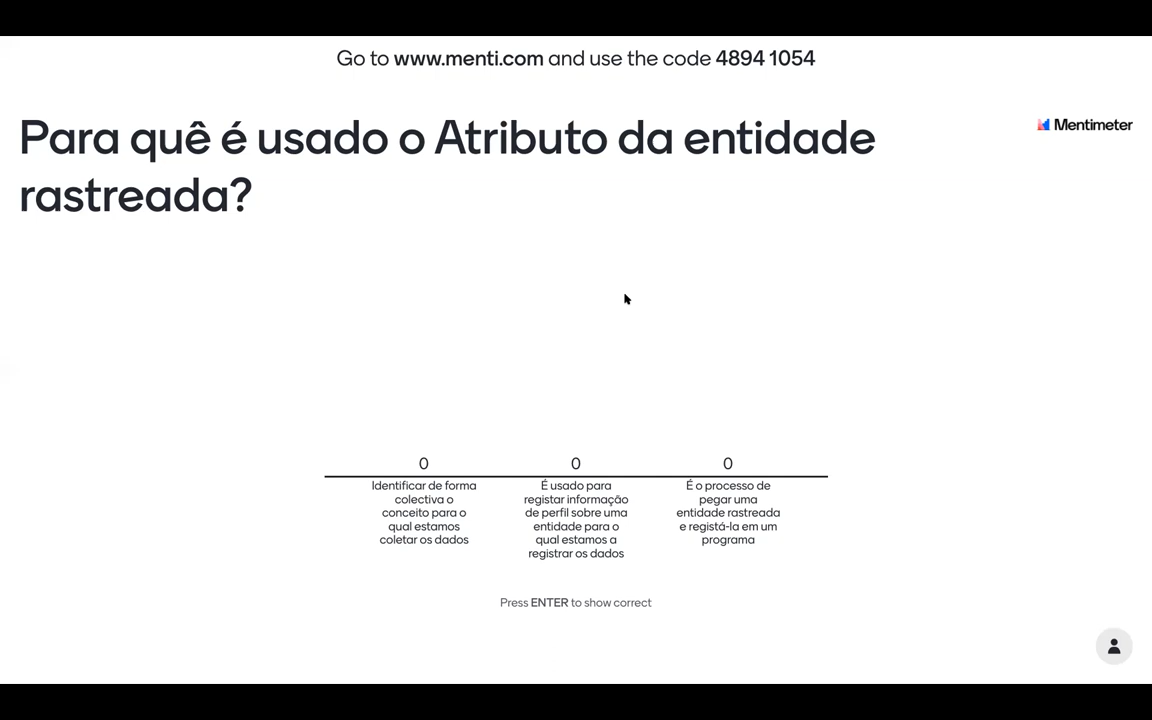 Go to www.menti.com and use the code 4894 1054
Para quê é usado o Atributo da entidade
rastreada?
Mentimeter
0
0
0
Identificar de forma
colectiva o
conceito para o
qual estamos
coletar os dados
É usado para
registar informação
de perfil sobre uma
entidade para o
qual estamos a
registrar os dados
É o processo de
pegar uma
entidade rastreada
e registá-la em um
programa
Press ENTER to show correct